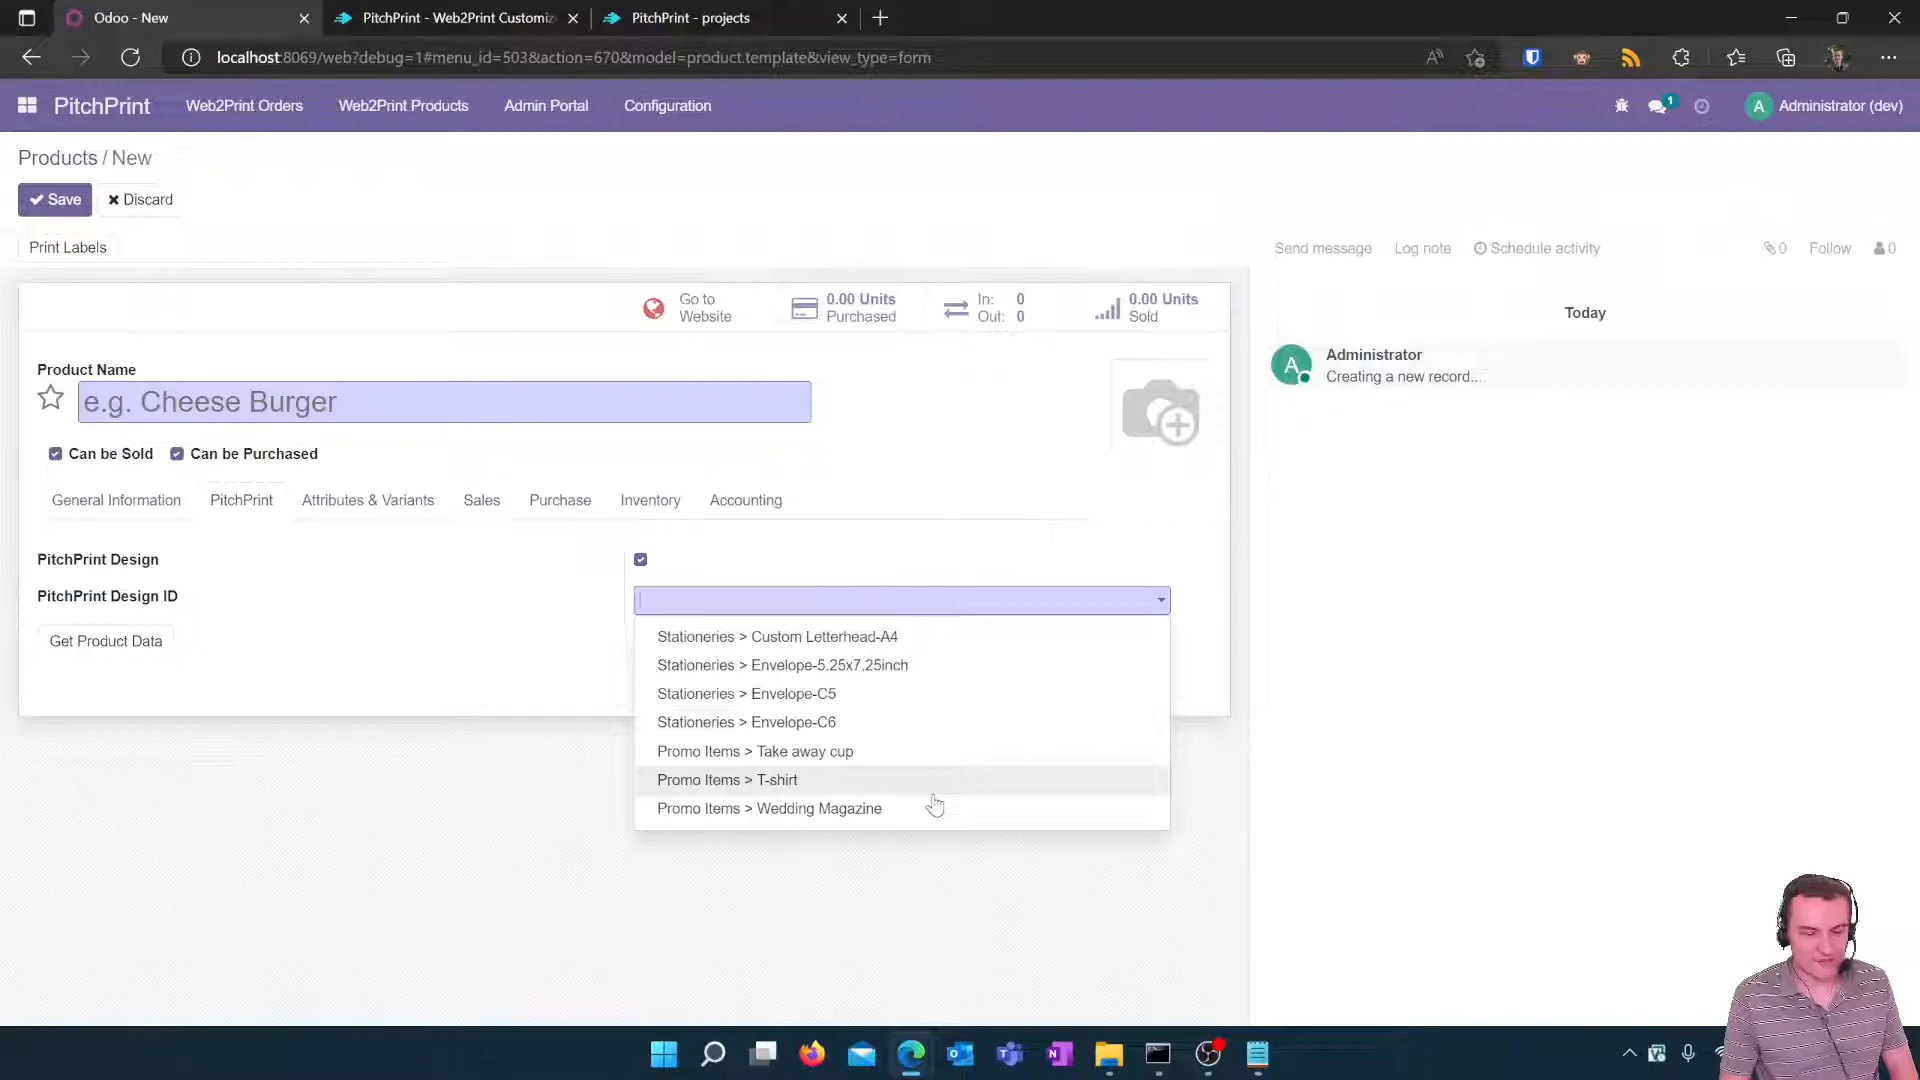 Odoo - New
PitchPrint - Web2Print Customiz
PitchPrint - projects
localhost:8069/web?debug=1#menu_id=503&action=670&model=product.template&view_type=form
PitchPrint
Web2Print Orders
Web2Print Products
Admin Portal
Configuration
1
A
Administrator (dev)
Products / New
Save
Discard
Print Labels
Send message
Log note
Schedule activity
0
Follow
0
Go to
Website
0.00 Units
Purchased
In: 0
Out: 0
0.00 Units
Sold
Today
A
Administrator
Creating a new record...
Product Name
e.g. Cheese Burger
Can be Sold
Can be Purchased
General Information
PitchPrint
Attributes & Variants
Sales
Purchase
Inventory
Accounting
PitchPrint Design
PitchPrint Design ID
Get Product Data
Stationeries > Custom Letterhead-A4
Stationeries > Envelope-5.25x7.25inch
Stationeries > Envelope-C5
Stationeries > Envelope-C6
Promo Items > Take away cup
Promo Items > T-shirt
Promo Items > Wedding Magazine